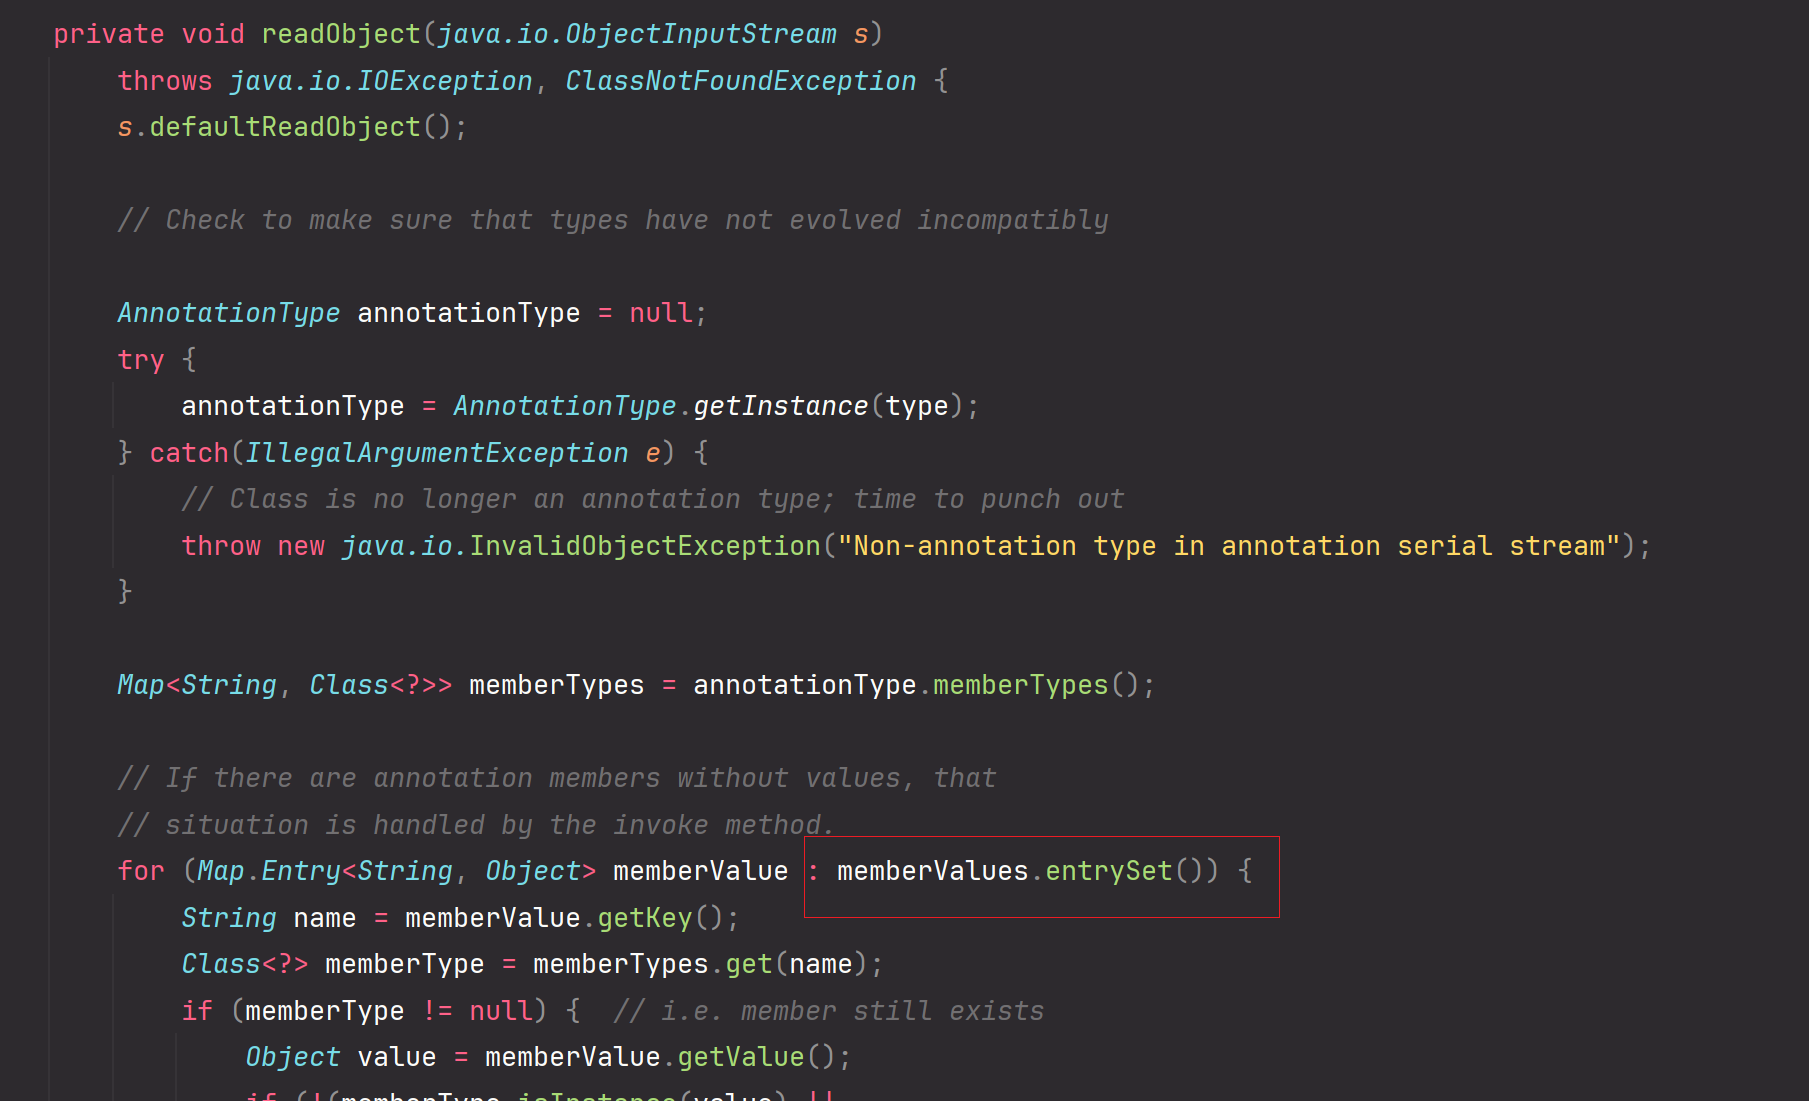 private void readObject(java.io.ObjectInputStream s)
throws java.io.IOException, ClassNotFoundException {
s.defaultReadObject();
// Check to make sure that types have not evolved incompatibly
AnnotationType annotationType = null;
try {
annotationType = AnnotationType.getInstance(type);
} catch(IllegalArgumentException e) {
// Class is no longer an annotation type; time to punch out
throw new java.io.InvalidObjectException("Non-annotation type in annotation serial stream");
}
Map<String, Class<?>> memberTypes = annotationType.memberTypes();
// If there are annotation members without values, that
// situation is handled by the invoke method.
for (Map.Entry<String, Object> memberValue : memberValues.entrySet()) {
String name = memberValue.getKey();
Class<?> memberType = memberTypes.get(name);
if (memberType != null) {  // i.e. member still exists
Object value = memberValue.getValue();
if (!(memberType.isInstance(value) ||